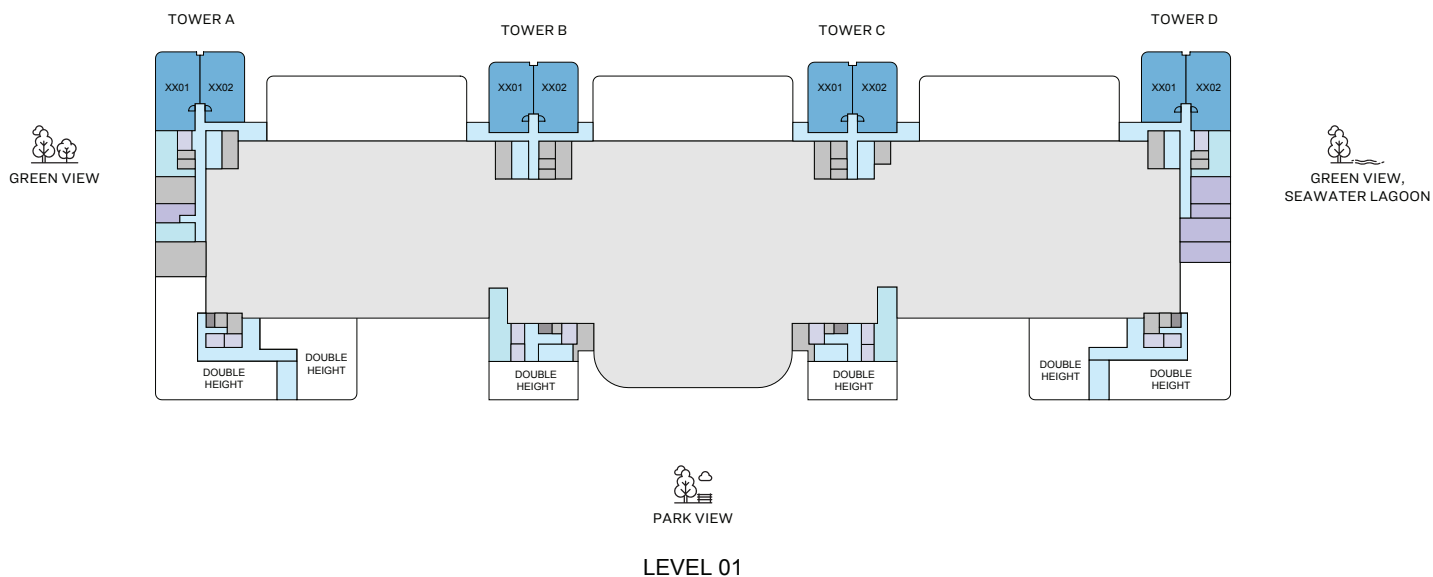 TOWER A
TOWER B
TOWER C
TOWER D
XX01
XX02
XX01
XX02
XX01
XX02
XX01
XX02
GREEN VIEW
GREEN VIEW,
SEAWATER LAGOON
DOUBLE
HEIGHT
DOUBLE
HEIGHT
DOUBLE
HEIGHT
DOUBLE
HEIGHT
DOUBLE
HEIGHT
DOUBLE
HEIGHT
PARK VIEW
LEVEL 01